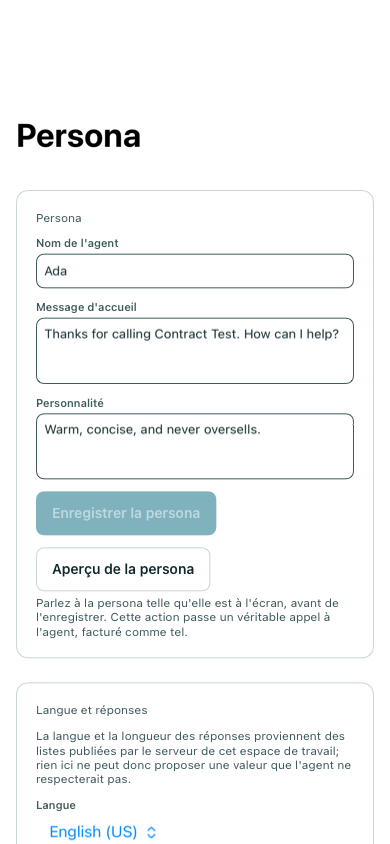 Persona
Persona
Nom de l'agent
Ada
Message d'accueil
Thanks for calling Contract Test. How can I help?
Personnalité
Warm, concise, and never oversells.
Enregistrer la persona
Aperçu de la persona
Parlez à la persona telle qu'elle est à l'écran, avant de
l'enregistrer. Cette action passe un véritable appel à
l'agent, facturé comme tel.
Langue et réponses
La langue et la longueur des réponses proviennent des
listes publiées par le serveur de cet espace de travail;
rien ici ne peut donc proposer une valeur que l'agent ne
respecterait pas.
Langue
English (US)